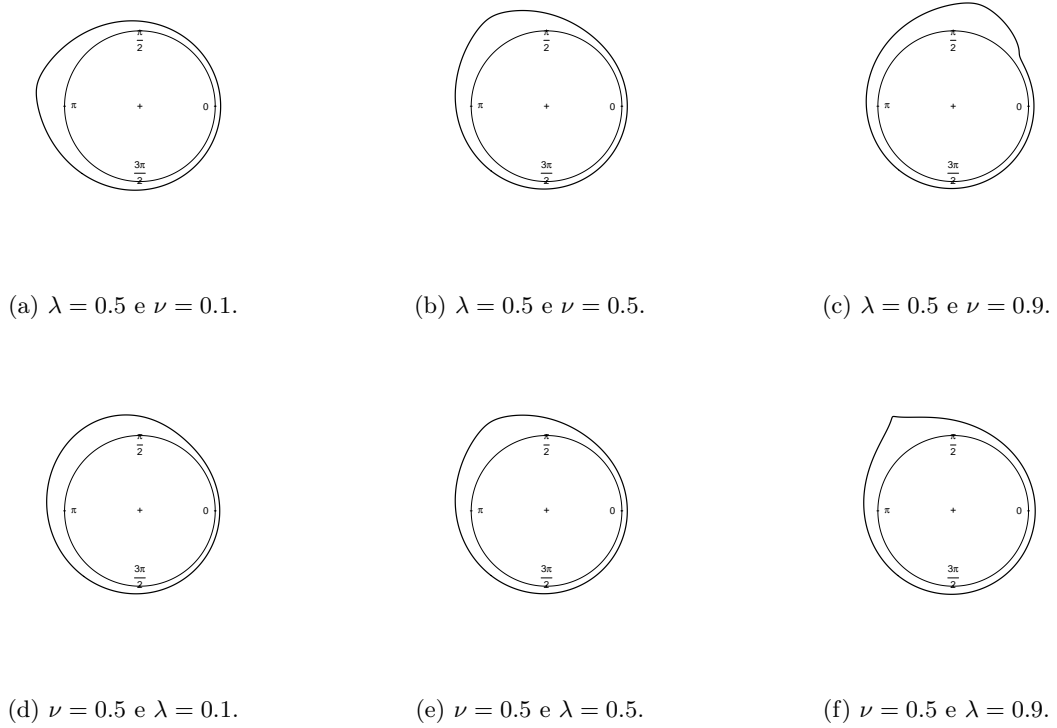 π
2
π
2
π
2
π 0
π 0
π 0
3π
2
3π
2
3π
2
(a) λ = 0.5 e ν = 0.1.
(b) λ = 0.5 e ν = 0.5.
(c) λ = 0.5 e ν = 0.9.
π
2
π
2
π
2
π 0
π 0
π 0
3π
2
3π
2
3π
2
(d) ν = 0.5 e λ = 0.1.
(e) ν = 0.5 e λ = 0.5.
(f) ν = 0.5 e λ = 0.9.